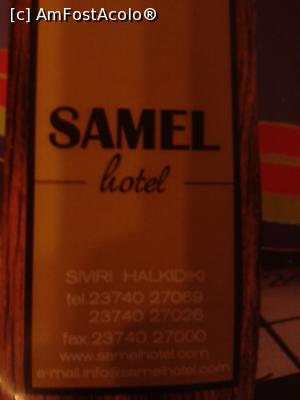 [c] AmFostAcolo®
SAMEL
hotel
SIVIRI HALKIDIKI
tel.23740 27069
23740 27026
fax.23740 27000
www.samelhotel.com
e-mail.info@samelhotel.com